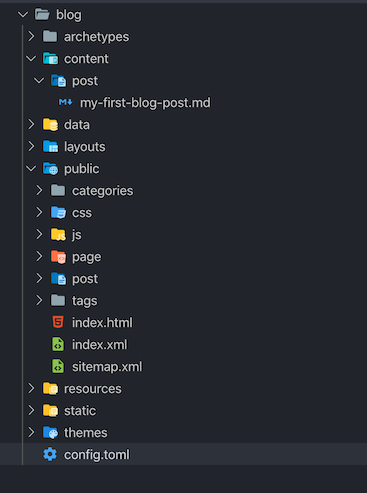 blog
archetypes
content
post
my-first-blog-post.md
data
layouts
public
categories
css
js
page
post
tags
index.html
index.xml
sitemap.xml
resources
static
themes
config.toml